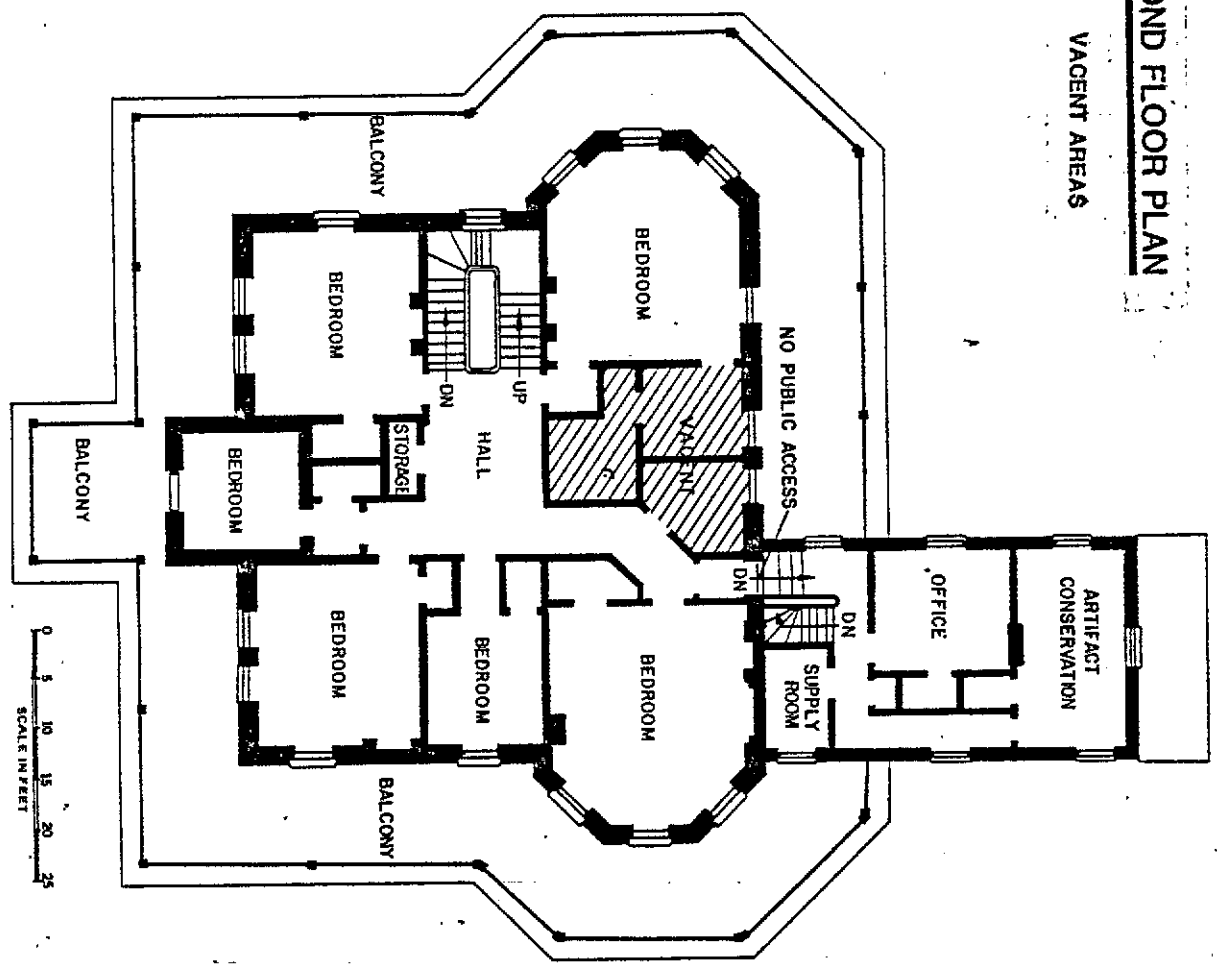 OND FLOOR PLAN
VACENT AREAS
BALCONY
BEDROOM
BEDROOM
NO PUBLIC ACCESS
DN
UP
VACENT
HALL
STORAGE
BALCONY
BEDROOM
DN
DN
OFFICE
ARTIFACT
CONSERVATION
SUPPLY
ROOM
BEDROOM
BEDROOM
BEDROOM
BALCONY
0 5 10 15 20 25
SCALE IN FEET